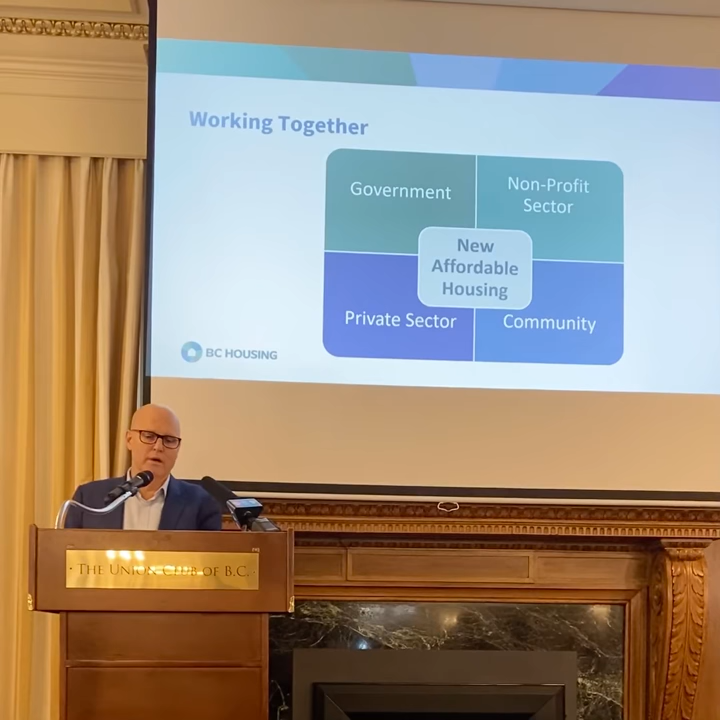 Working Together
Government
Non-Profit
Sector
New
Affordable
Housing
Private Sector
Community
BC HOUSING
· THE UNION CLUB OF B.C. ·